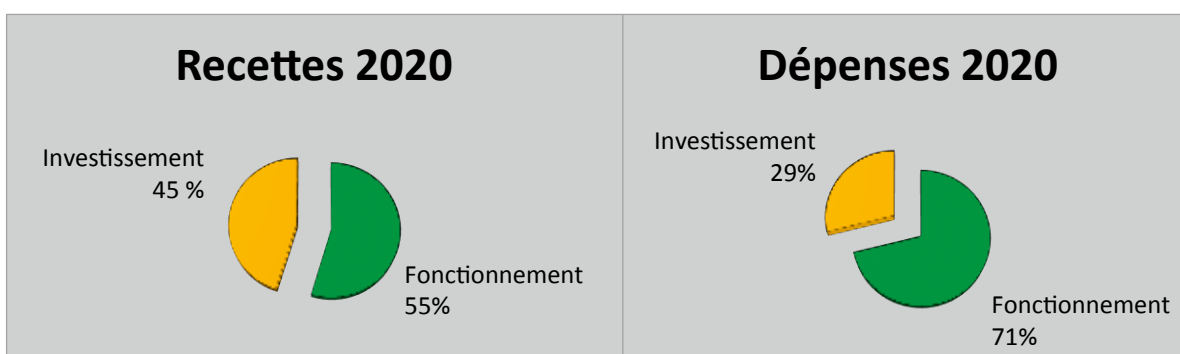 Recettes 2020
Investissement
45 %
Fonctionnement
55%
Dépenses 2020
Investissement
29%
Fonctionnement
71%